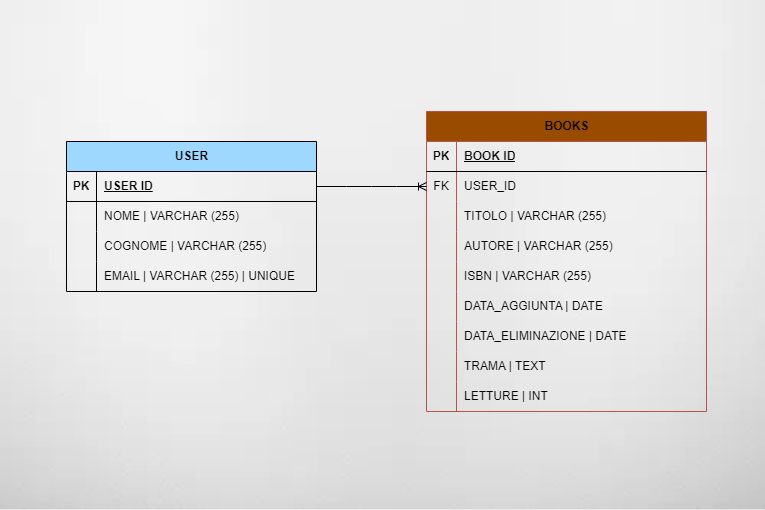 USER
PK USER ID
NOME | VARCHAR (255)
COGNOME | VARCHAR (255)
EMAIL | VARCHAR (255) | UNIQUE
BOOKS
PK BOOK ID
FK USER_ID
TITOLO | VARCHAR (255)
AUTORE | VARCHAR (255)
ISBN | VARCHAR (255)
DATA_AGGIUNTA | DATE
DATA_ELIMINAZIONE | DATE
TRAMA | TEXT
LETTURE | INT